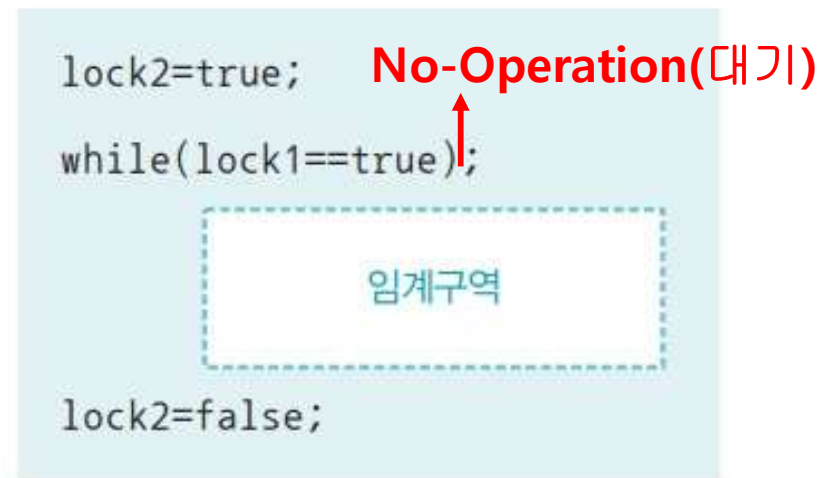 No-Operation(대기)
lock2=true;
while(lock1==true);
임계구역
lock2=false;